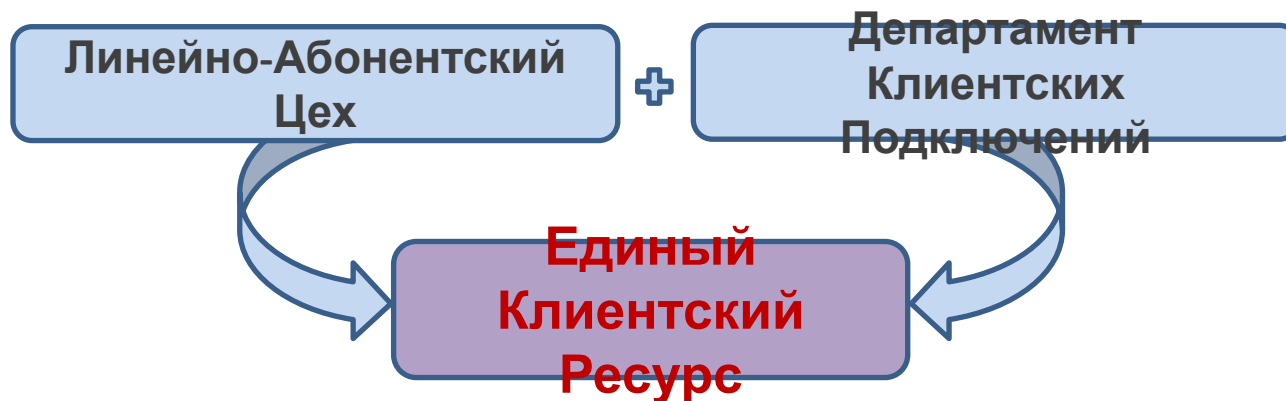 Линейно-Абонентский
Цех
Департамент
Клиентских
Подключений
Единый
Клиентский
Ресурс